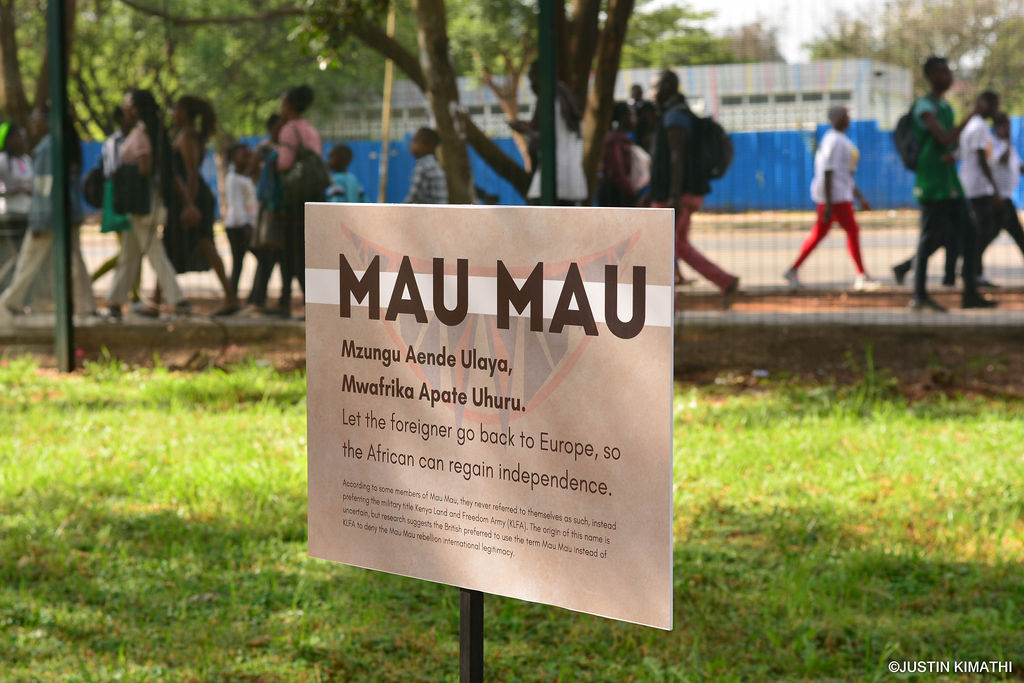 MAU MAU
Mzungu Aende Ulaya,
Mwafrika Apate Uhuru.
Let the foreigner go back to Europe, so
the African can regain independence.
According to some members of Mau Mau, they never referred to themselves as such, instead
preferring the military title Kenya Land and Freedom Army (KLFA). The origin of this name is
uncertain, but research suggests the British preferred to use the term Mau Mau instead of
KLFA to deny the Mau Mau rebellion international legitimacy.
©JUSTIN KIMATHI